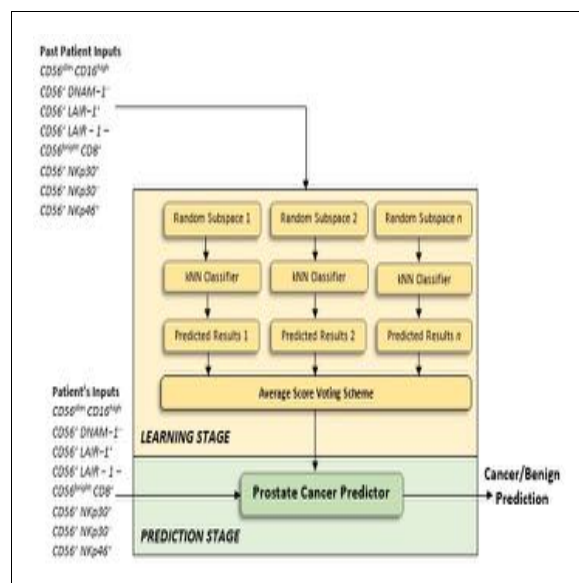 Past Patient Inputs
CD56ᵈⁱᵐ CD16ʰⁱᵍʰ
CD56⁺ DNAM−1⁻
CD56⁺ LAIR−1⁺
CD56⁺ LAIR − 1 −
CD56ᵇʳⁱᵍʰᵗ CD8⁺
CD56⁺ NKp30⁺
CD56⁺ NKp30⁻
CD56⁺ NKp46⁺
Random Subspace 1
Random Subspace 2
Random Subspace n
kNN Classifier
kNN Classifier
kNN Classifier
Predicted Results 1
Predicted Results 2
Predicted Results n
Average Score Voting Scheme
LEARNING STAGE
Patient's Inputs
CD56ᵈⁱᵐ CD16ʰⁱᵍʰ
CD56⁺ DNAM−1⁻
CD56⁺ LAIR−1⁺
CD56⁺ LAIR − 1 −
CD56ᵇʳⁱᵍʰᵗ CD8⁺
CD56⁺ NKp30⁺
CD56⁺ NKp30⁻
CD56⁺ NKp46⁺
Prostate Cancer Predictor
PREDICTION STAGE
Cancer/Benign
Prediction